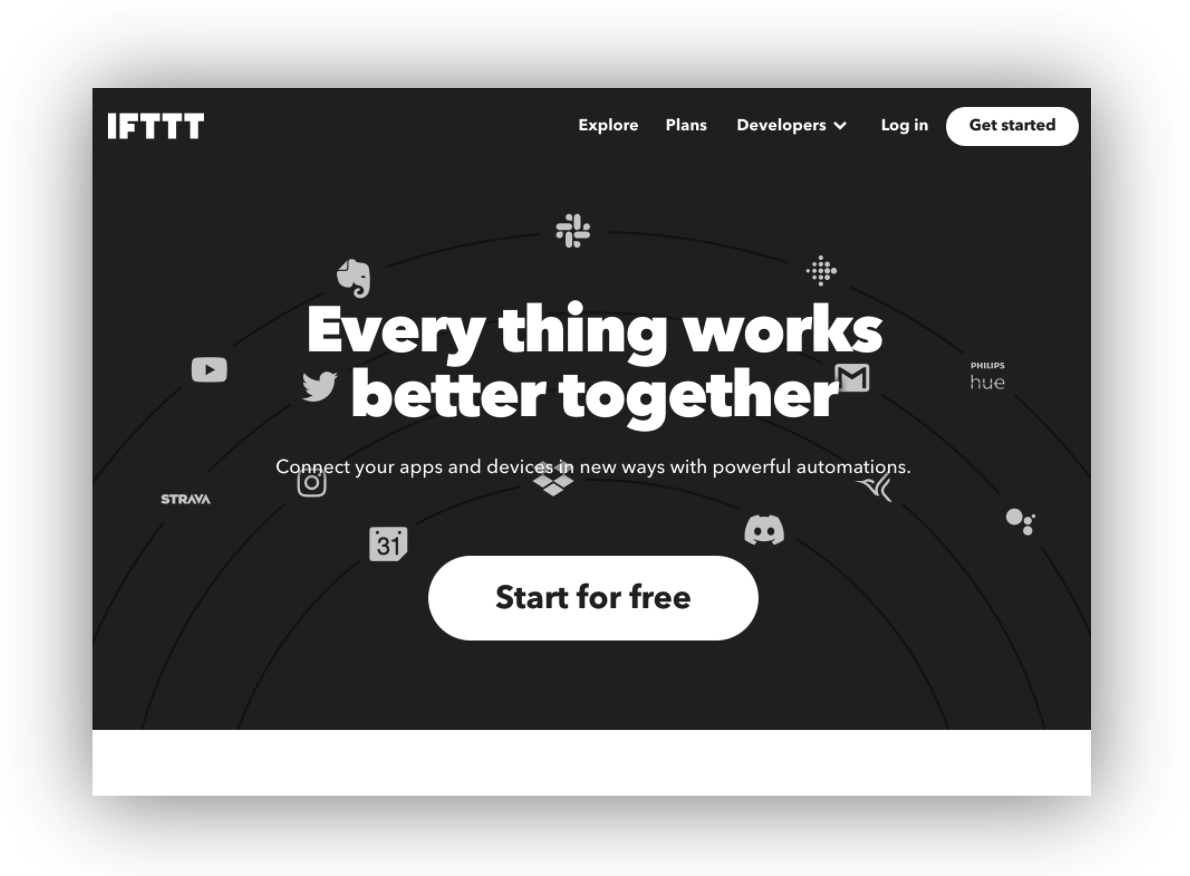 IFTTT
Explore Plans Developers Log in Get started
Every thing works
better together
PHILIPS
hue
Connect your apps and devices in new ways with powerful automations.
STRAVA
31
Start for free